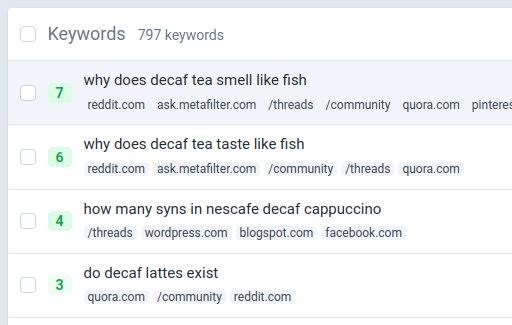 Keywords 797 keywords
7 why does decaf tea smell like fish
reddit.com ask.metafilter.com /threads /community quora.com pinteres
6 why does decaf tea taste like fish
reddit.com ask.metafilter.com /community /threads quora.com
4 how many syns in nescafe decaf cappuccino
/threads wordpress.com blogspot.com facebook.com
3 do decaf lattes exist
quora.com /community reddit.com